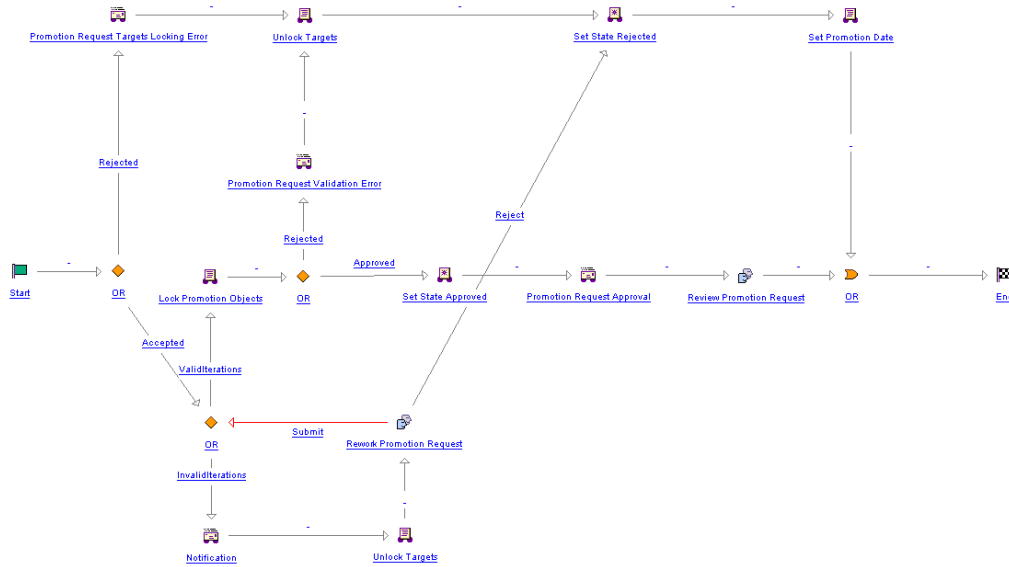 Promotion Request Targets Locking Error
Unlock Targets
Set State Rejected
Set Promotion Date
Rejected
Promotion Request Validation Error
Reject
Rejected
Approved
Start
OR
Lock Promotion Objects
OR
Set State Approved
Promotion Request Approval
Review Promotion Request
OR
En
Accepted
ValidIterations
Submit
OR
Rework Promotion Request
InvalidIterations
Notification
Unlock Targets